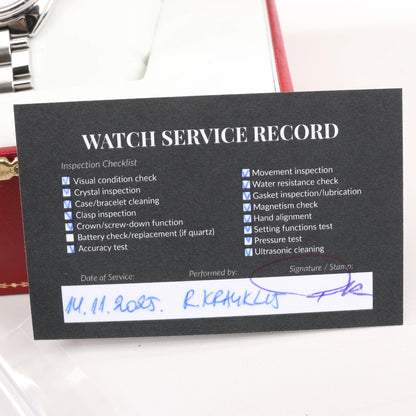 WATCH SERVICE RECORD
Inspection Checklist
Visual condition check
Crystal inspection
Case/bracelet cleaning
Clasp inspection
Crown/screw-down function
Battery check/replacement (if quartz)
Accuracy test
Movement inspection
Water resistance check
Gasket inspection/lubrication
Magnetism check
Hand alignment
Setting functions test
Pressure test
Ultrasonic cleaning
Date of Service: Performed by: Signature / Stamp:
14.11.2025. R.KRAUKLIS